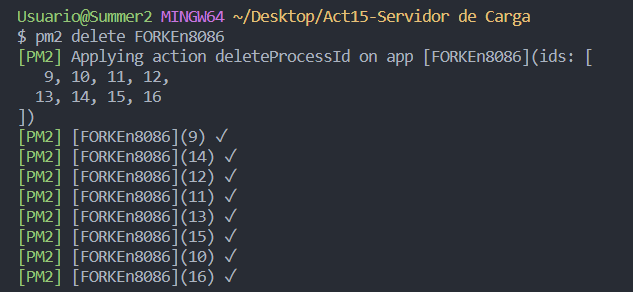 Usuario@Summer2 MINGW64 ~/Desktop/Act15-Servidor de Carga
$ pm2 delete FORKEn8086
[PM2] Applying action deleteProcessId on app [FORKEn8086](ids: [
   9, 10, 11, 12,
  13, 14, 15, 16
])
[PM2] [FORKEn8086](9) ✓
[PM2] [FORKEn8086](14) ✓
[PM2] [FORKEn8086](12) ✓
[PM2] [FORKEn8086](11) ✓
[PM2] [FORKEn8086](13) ✓
[PM2] [FORKEn8086](15) ✓
[PM2] [FORKEn8086](10) ✓
[PM2] [FORKEn8086](16) ✓